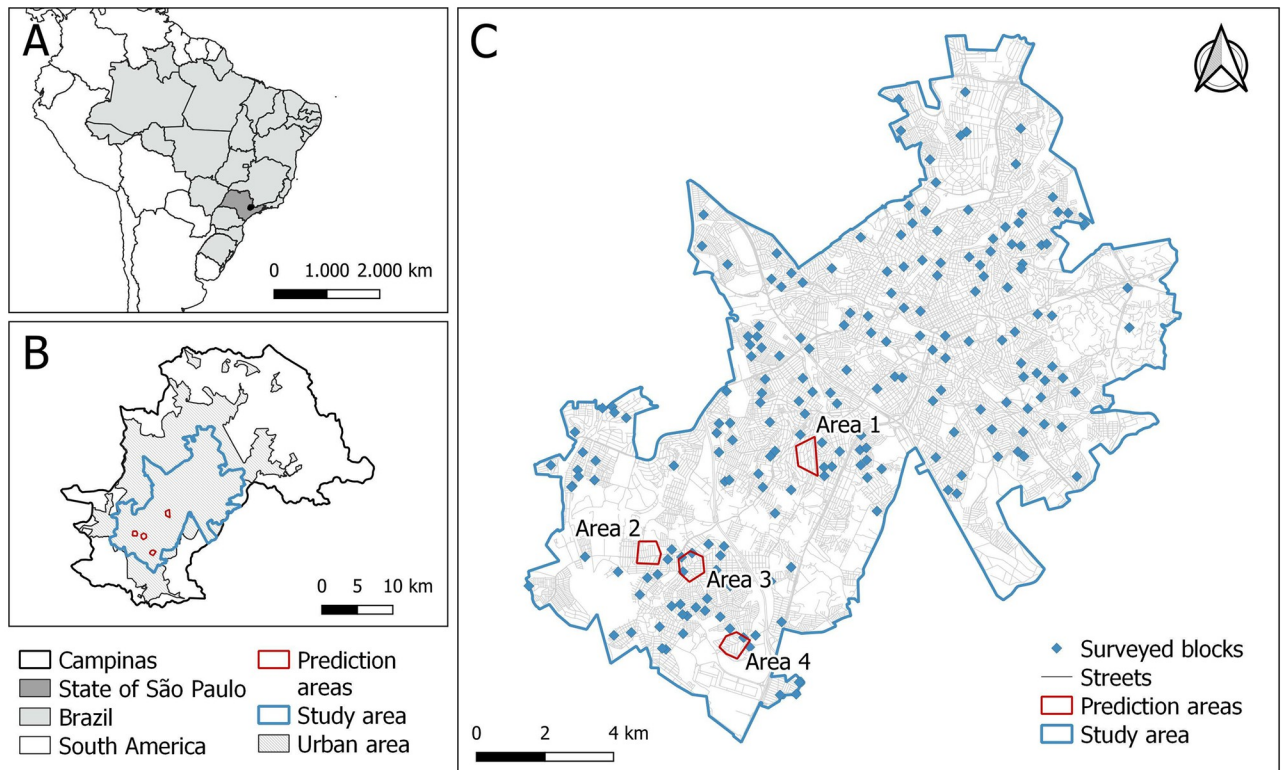 A
0 1.000 2.000 km
B
0 5 10 km
Campinas
State of São Paulo
Brazil
South America
Prediction
areas
Study area
Urban area
C
Area 1
Area 2
Area 3
Area 4
0 2 4 km
Surveyed blocks
Streets
Prediction areas
Study area